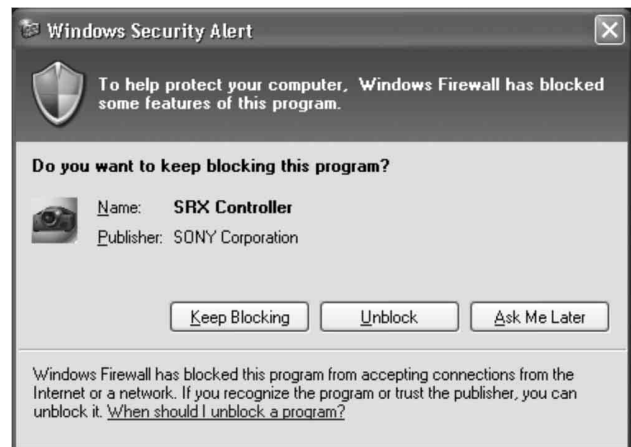 Windows Security Alert
To help protect your computer, Windows Firewall has blocked
some features of this program.
Do you want to keep blocking this program?
Name: SRX Controller
Publisher: SONY Corporation
Keep Blocking Unblock Ask Me Later
Windows Firewall has blocked this program from accepting connections from the
Internet or a network. If you recognize the program or trust the publisher, you can
unblock it. When should I unblock a program?